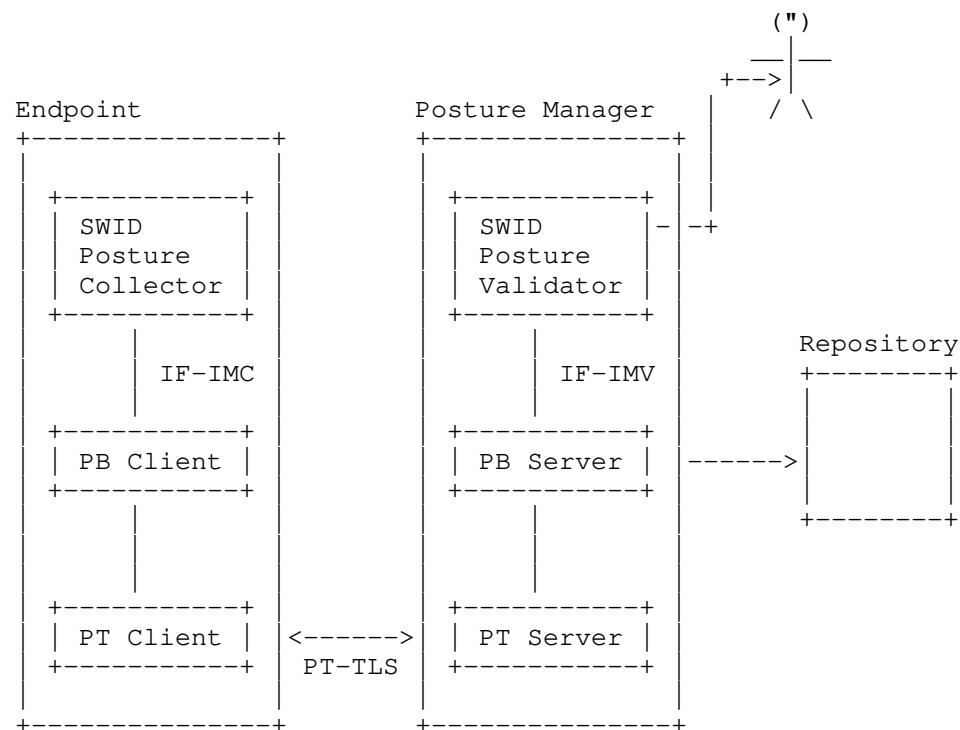 (")
Endpoint
Posture Manager
SWID
Posture
Collector
SWID
Posture
Validator
Repository
IF-IMC
IF-IMV
PB Client
PB Server
PT Client
PT-TLS
PT Server